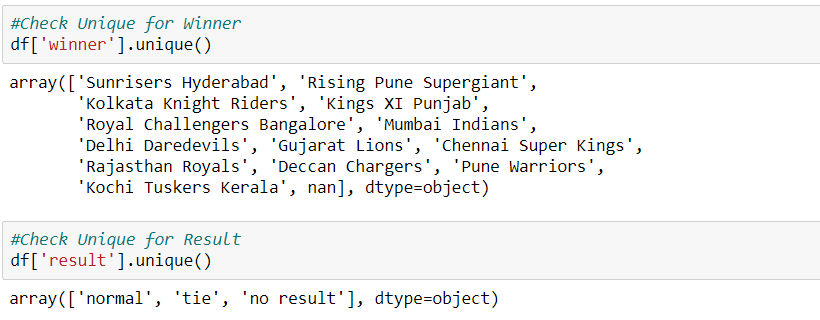 #Check Unique for Winner
df['winner'].unique()
array(['Sunrisers Hyderabad', 'Rising Pune Supergiant',
'Kolkata Knight Riders', 'Kings XI Punjab',
'Royal Challengers Bangalore', 'Mumbai Indians',
'Delhi Daredevils', 'Gujarat Lions', 'Chennai Super Kings',
'Rajasthan Royals', 'Deccan Chargers', 'Pune Warriors',
'Kochi Tuskers Kerala', nan], dtype=object)
#Check Unique for Result
df['result'].unique()
array(['normal', 'tie', 'no result'], dtype=object)